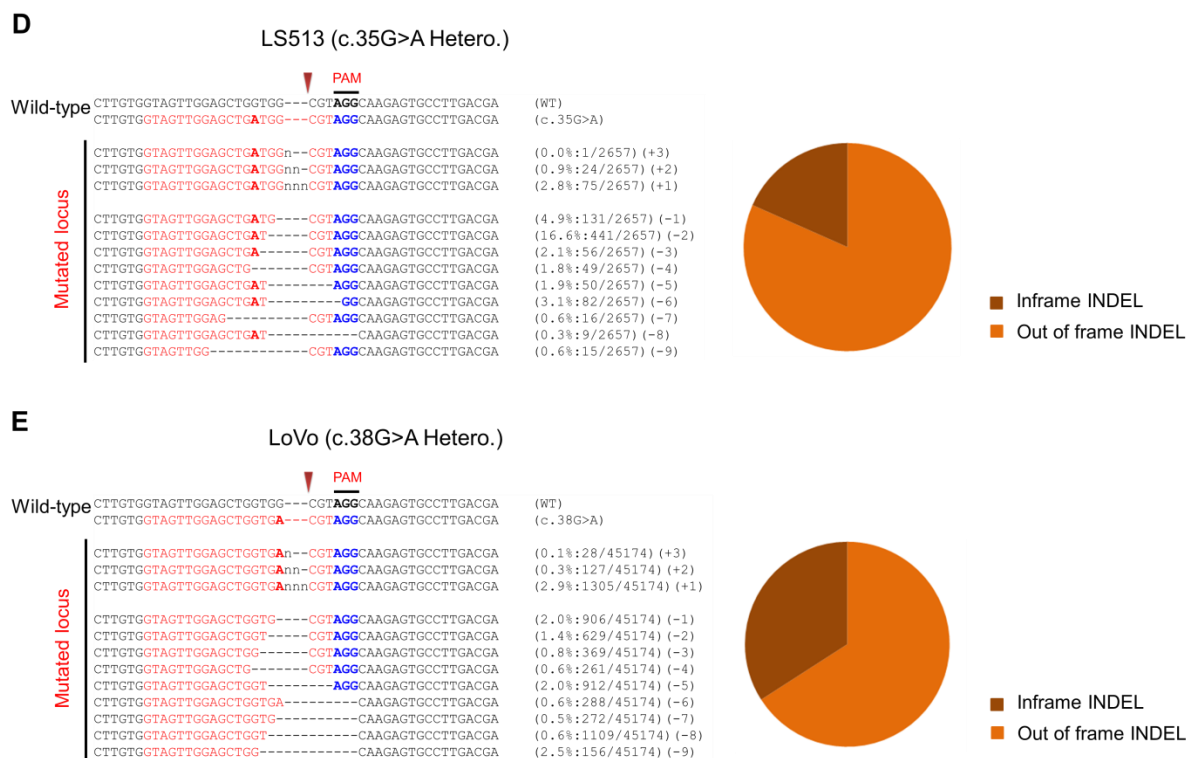 D
LS513 (c.35G>A Hetero.)
PAM
Wild-type CTTGTGGTAGTTGGAGCTGGTGG---CGTAGGCAAGAGTGCCTTGACGA (WT)
CTTGTGGTAGTTGGAGCTGATGG---CGTAGGCAAGAGTGCCTTGACGA (c.35G>A)
Mutated locus
CTTGTGGTAGTTGGAGCTGATGGn--CGTAGGCAAGAGTGCCTTGACGA (0.0%:1/2657)(+3)
CTTGTGGTAGTTGGAGCTGATGGnn-CGTAGGCAAGAGTGCCTTGACGA (0.9%:24/2657)(+2)
CTTGTGGTAGTTGGAGCTGATGGnnnCGTAGGCAAGAGTGCCTTGACGA (2.8%:75/2657)(+1)
CTTGTGGTAGTTGGAGCTGATG----CGTAGGCAAGAGTGCCTTGACGA (4.9%:131/2657)(-1)
CTTGTGGTAGTTGGAGCTGAT-----CGTAGGCAAGAGTGCCTTGACGA (16.6%:441/2657)(-2)
CTTGTGGTAGTTGGAGCTGA------CGTAGGCAAGAGTGCCTTGACGA (2.1%:56/2657)(-3)
CTTGTGGTAGTTGGAGCTG-------CGTAGGCAAGAGTGCCTTGACGA (1.8%:49/2657)(-4)
CTTGTGGTAGTTGGAGCTGAT--------AGGCAAGAGTGCCTTGACGA (1.9%:50/2657)(-5)
CTTGTGGTAGTTGGAGCTGAT---------GGCAAGAGTGCCTTGACGA (3.1%:82/2657)(-6)
CTTGTGGTAGTTGGAG----------CGTAGGCAAGAGTGCCTTGACGA (0.6%:16/2657)(-7)
CTTGTGGTAGTTGGAGCTGAT-----------CAAGAGTGCCTTGACGA (0.3%:9/2657)(-8)
CTTGTGGTAGTTGG------------CGTAGGCAAGAGTGCCTTGACGA (0.6%:15/2657)(-9)
Inframe INDEL
Out of frame INDEL
E
LoVo (c.38G>A Hetero.)
PAM
Wild-type CTTGTGGTAGTTGGAGCTGGTGG---CGTAGGCAAGAGTGCCTTGACGA (WT)
CTTGTGGTAGTTGGAGCTGGTGA---CGTAGGCAAGAGTGCCTTGACGA (c.38G>A)
Mutated locus
CTTGTGGTAGTTGGAGCTGGTGAn--CGTAGGCAAGAGTGCCTTGACGA (0.1%:28/45174)(+3)
CTTGTGGTAGTTGGAGCTGGTGAnn-CGTAGGCAAGAGTGCCTTGACGA (0.3%:127/45174)(+2)
CTTGTGGTAGTTGGAGCTGGTGAnnnCGTAGGCAAGAGTGCCTTGACGA (2.9%:1305/45174)(+1)
CTTGTGGTAGTTGGAGCTGGTG----CGTAGGCAAGAGTGCCTTGACGA (2.0%:906/45174)(-1)
CTTGTGGTAGTTGGAGCTGGT-----CGTAGGCAAGAGTGCCTTGACGA (1.4%:629/45174)(-2)
CTTGTGGTAGTTGGAGCTGG------CGTAGGCAAGAGTGCCTTGACGA (0.8%:369/45174)(-3)
CTTGTGGTAGTTGGAGCTG-------CGTAGGCAAGAGTGCCTTGACGA (0.6%:261/45174)(-4)
CTTGTGGTAGTTGGAGCTGGT--------AGGCAAGAGTGCCTTGACGA (2.0%:912/45174)(-5)
CTTGTGGTAGTTGGAGCTGGTGA---------CAAGAGTGCCTTGACGA (0.6%:288/45174)(-6)
CTTGTGGTAGTTGGAGCTGGTG----------CAAGAGTGCCTTGACGA (0.5%:272/45174)(-7)
CTTGTGGTAGTTGGAGCTGGT-----------CAAGAGTGCCTTGACGA (0.6%:1109/45174)(-8)
CTTGTGGTAGTTGGAGCTGG------------CAAGAGTGCCTTGACGA (2.5%:156/45174)(-9)
Inframe INDEL
Out of frame INDEL